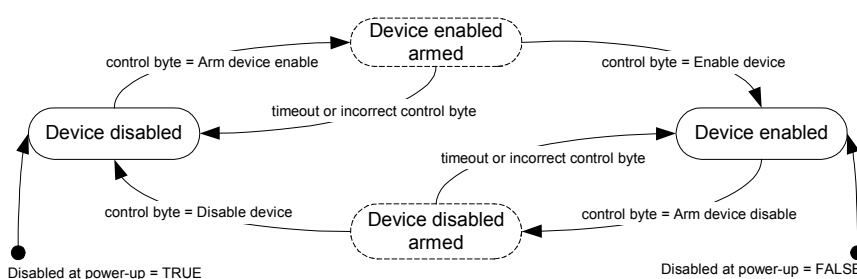 Device enabled
armed
control byte = Arm device enable
control byte = Enable device
timeout or incorrect control byte
Device disabled
Device enabled
timeout or incorrect control byte
control byte = Disable device
Device disabled
armed
control byte = Arm device disable
Disabled at power-up = TRUE
Disabled at power-up = FALSE